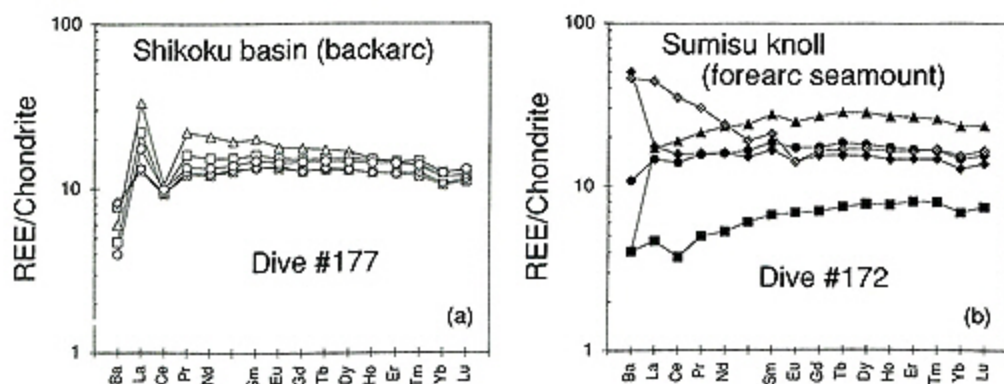 100
Shikoku basin (backarc)
REE/Chondrite
10
Dive #177
(a)
1
Ba La Ce Pr Nd Sm Eu Gd Tb Dy Ho Er Tm Yb Lu
100
Sumisu knoll
(forearc seamount)
REE/Chondrite
10
Dive #172
(b)
1
Ba La Ce Pr Nd Sm Eu Gd Tb Dy Ho Er Tm Yb Lu